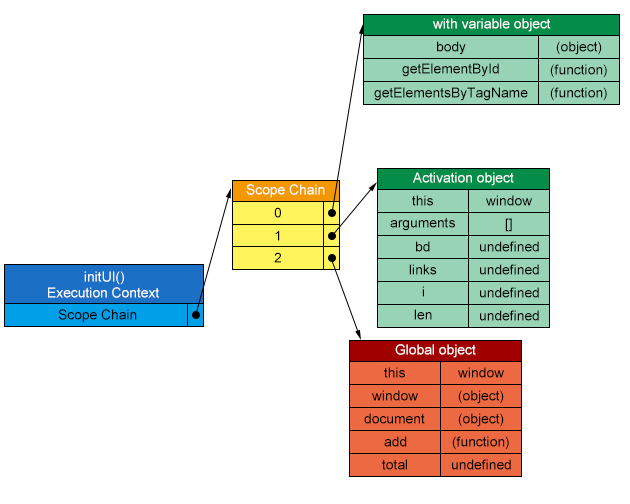 with variable object
body (object)
getElementById (function)
getElementsByTagName (function)
Scope Chain
0
1
2
Activation object
this window
arguments []
bd undefined
links undefined
i undefined
len undefined
initUI()
Execution Context
Scope Chain
Global object
this window
window (object)
document (object)
add (function)
total undefined